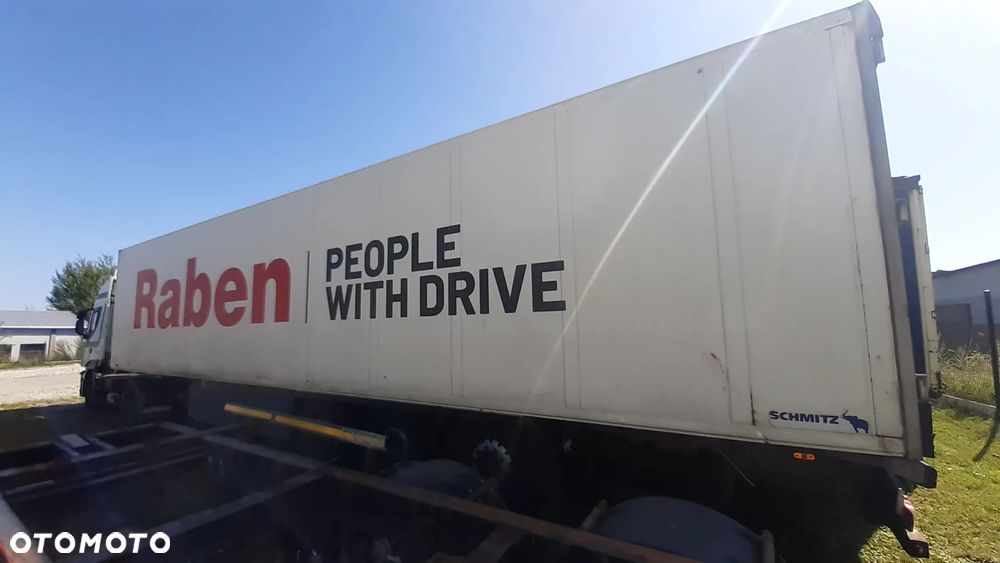 Raben
PEOPLE
WITH DRIVE
SCHMITZ
OTOMOTO